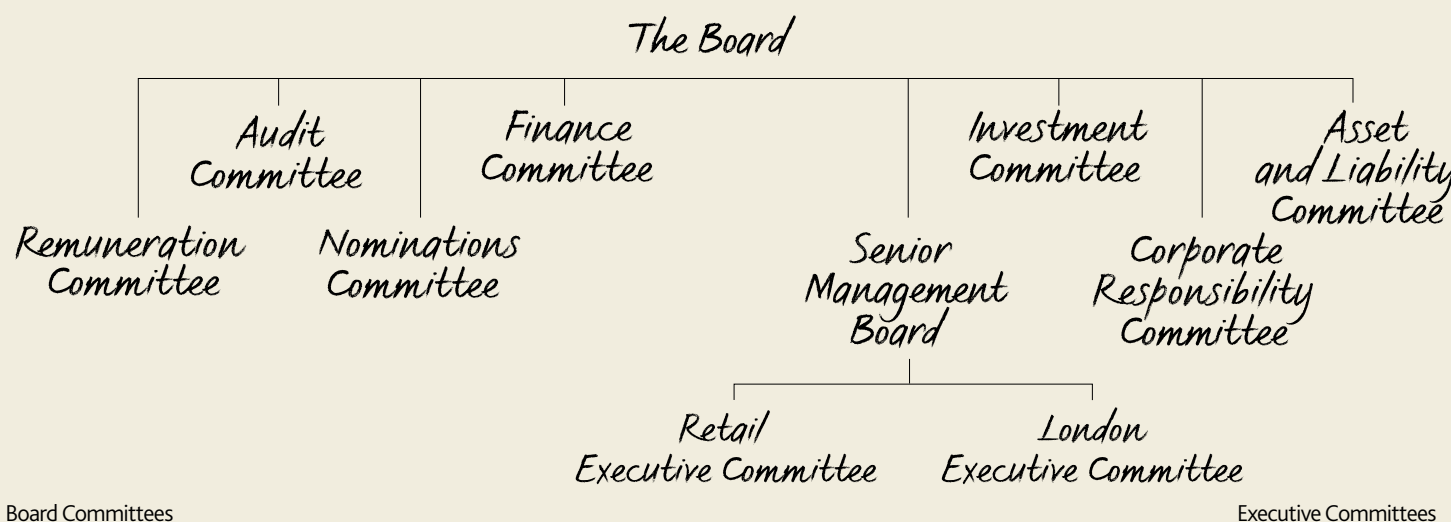 The Board
Audit
Committee
Finance
Committee
Investment
Committee
Asset
and Liability
Committee
Remuneration
Committee
Nominations
Committee
Senior
Management
Board
Corporate
Responsibility
Committee
Retail
Executive Committee
London
Executive Committee
Board Committees
Executive Committees